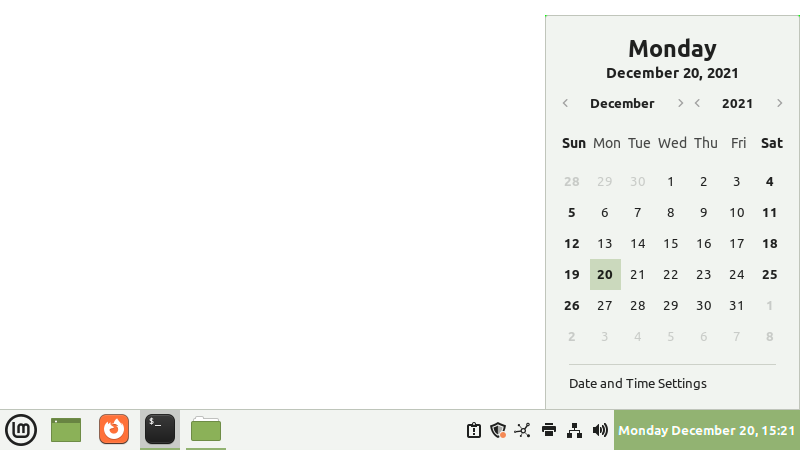 Monday
December 20, 2021
December 2021
Sun Mon Tue Wed Thu Fri Sat
28 29 30 1 2 3 4
5 6 7 8 9 10 11
12 13 14 15 16 17 18
19 20 21 22 23 24 25
26 27 28 29 30 31 1
2 3 4 5 6 7 8
Date and Time Settings
lm $_ Monday December 20, 15:21